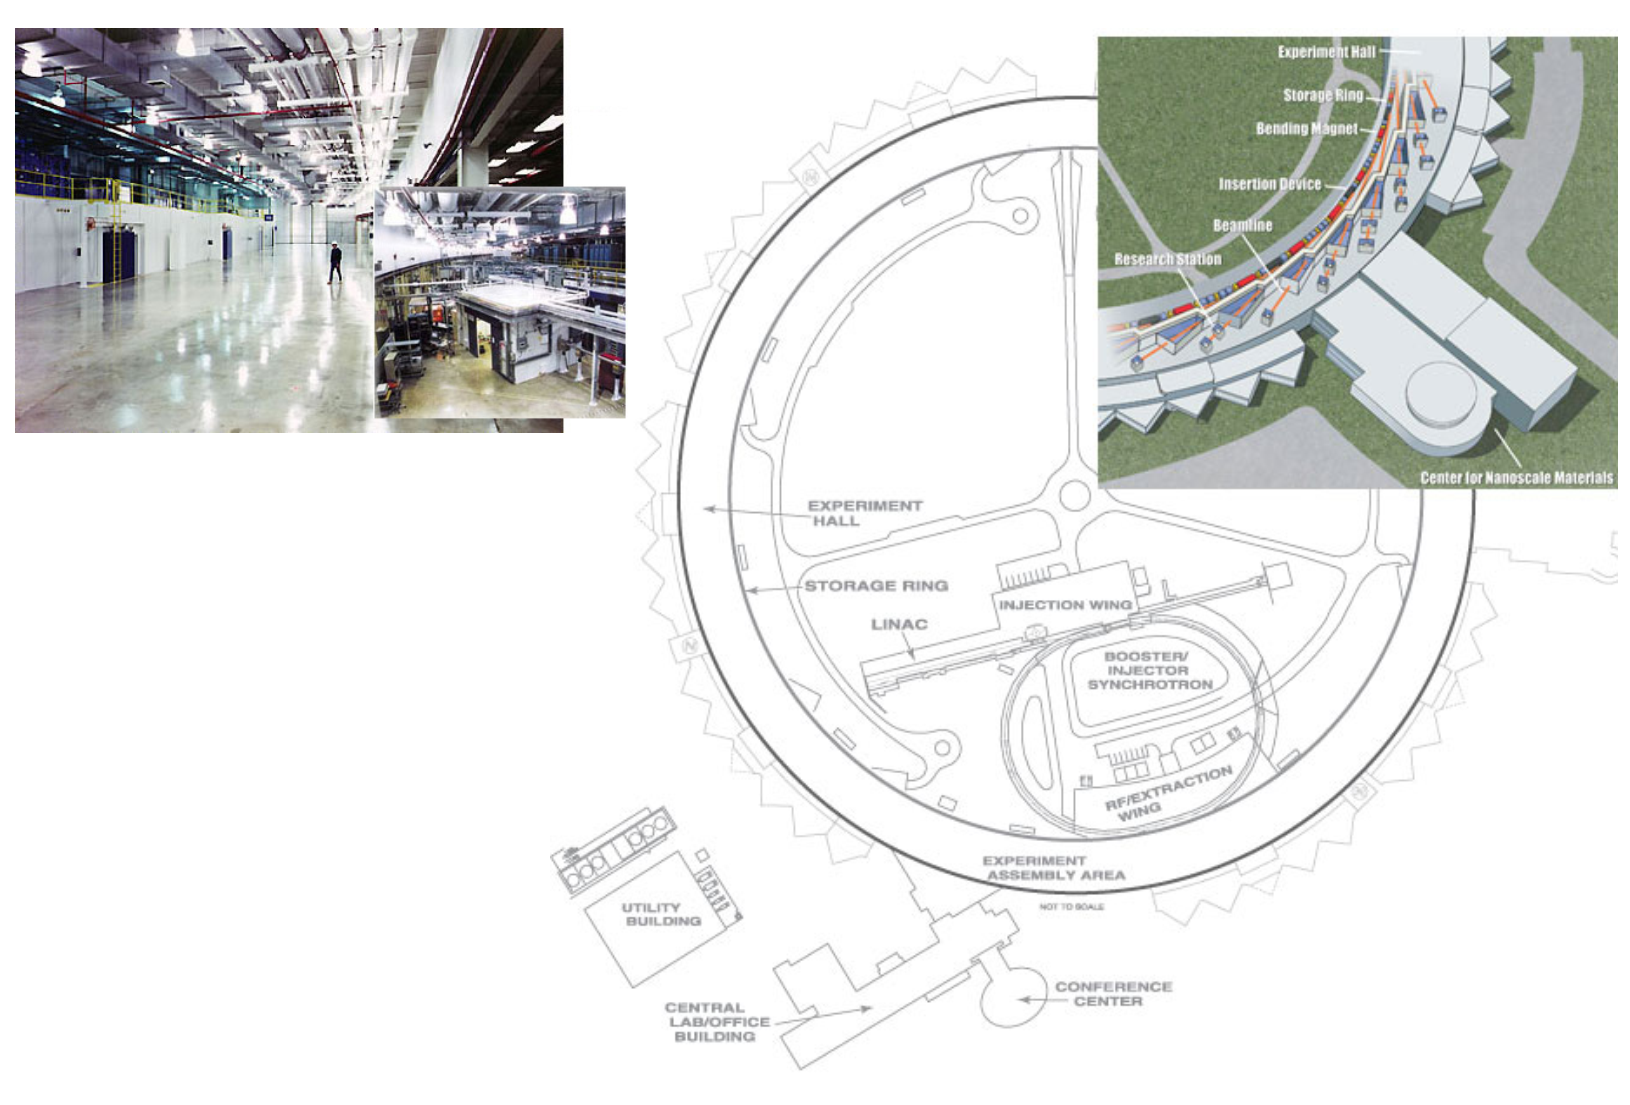 Experiment Hall
Storage Ring
Bending Magnet
Insertion Device
Beamline
Research Station
Center for Nanoscale Materials
EXPERIMENT
HALL
STORAGE RING
INJECTION WING
LINAC
BOOSTER/
INJECTOR
SYNCHROTRON
RF/EXTRACTION
WING
EXPERIMENT
ASSEMBLY AREA
NOT TO SCALE
UTILITY
BUILDING
CENTRAL
LAB/OFFICE
BUILDING
CONFERENCE
CENTER